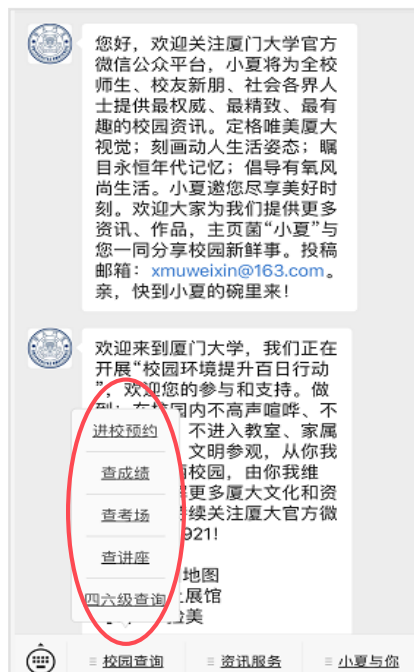 您好，欢迎关注厦门大学官方
微信公众平台，小夏将为全校
师生、校友新朋、社会各界人
士提供最权威、最精致、最有
趣的校园资讯。定格唯美厦大
视觉；刻画动人生活姿态；瞩
目永恒年代记忆；倡导有氧风
尚生活。小夏邀您尽享美好时
刻。欢迎大家为我们提供更多
资讯、作品，主页菌“小夏”与
您一同分享校园新鲜事。投稿
邮箱：xmuweixin@163.com。
亲，快到小夏的碗里来！
欢迎来到厦门大学，我们正在
开展“校园环境提升百日行动
”，欢迎您的参与和支持。做
园内不高声喧哗、不
进校预约
不进入教室、家属
文明参观，从你我
查成绩
校园，由你我维
更多厦大文化和资
查考场
续关注厦大官方微
921!
查讲座
地图
四六级查询
展馆
美
校园查询
资讯服务
小夏与你